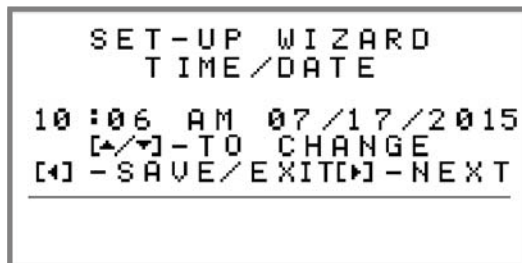 SET-UP WIZARD
TIME/DATE
10:06 AM 07/17/2015
[▲/▼]-TO CHANGE
[◀]-SAVE/EXIT[▶]-NEXT